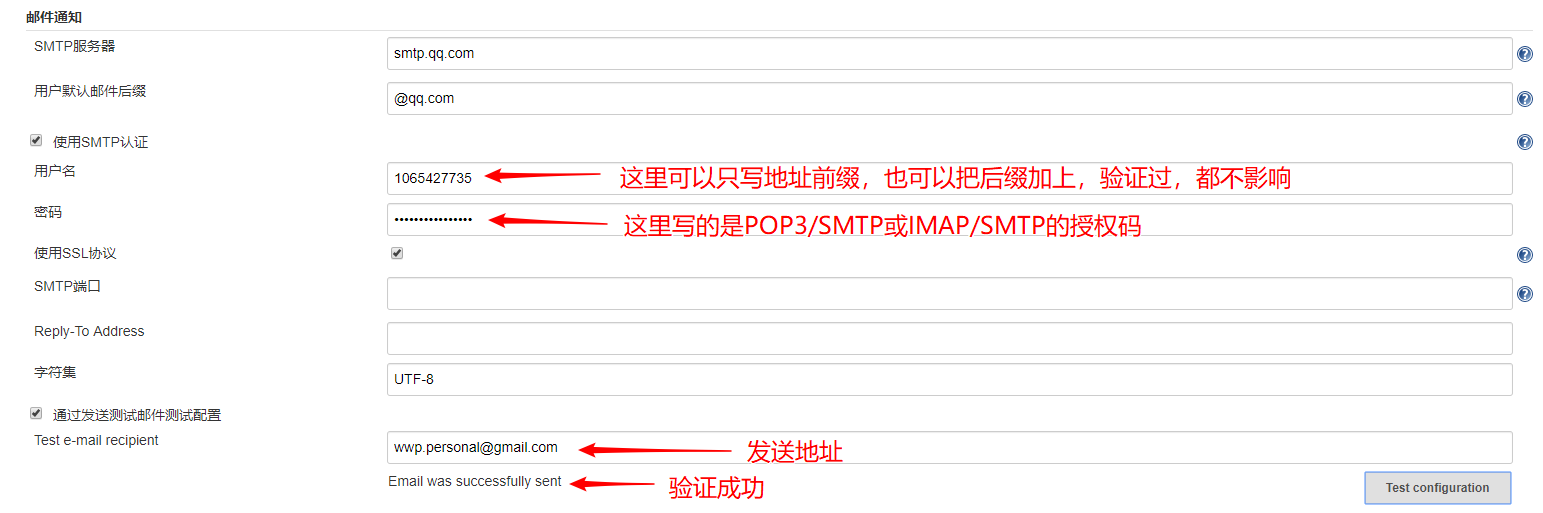 邮件通知
SMTP服务器
smtp.qq.com
用户默认邮件后缀
@qq.com
使用SMTP认证
用户名
1065427735
这里可以只写地址前缀，也可以把后缀加上，验证过，都不影响
密码
••••••••••••••••
这里写的是POP3/SMTP或IMAP/SMTP的授权码
使用SSL协议
SMTP端口
Reply-To Address
字符集
UTF-8
通过发送测试邮件测试配置
Test e-mail recipient
wwp.personal@gmail.com
发送地址
Email was successfully sent
验证成功
Test configuration